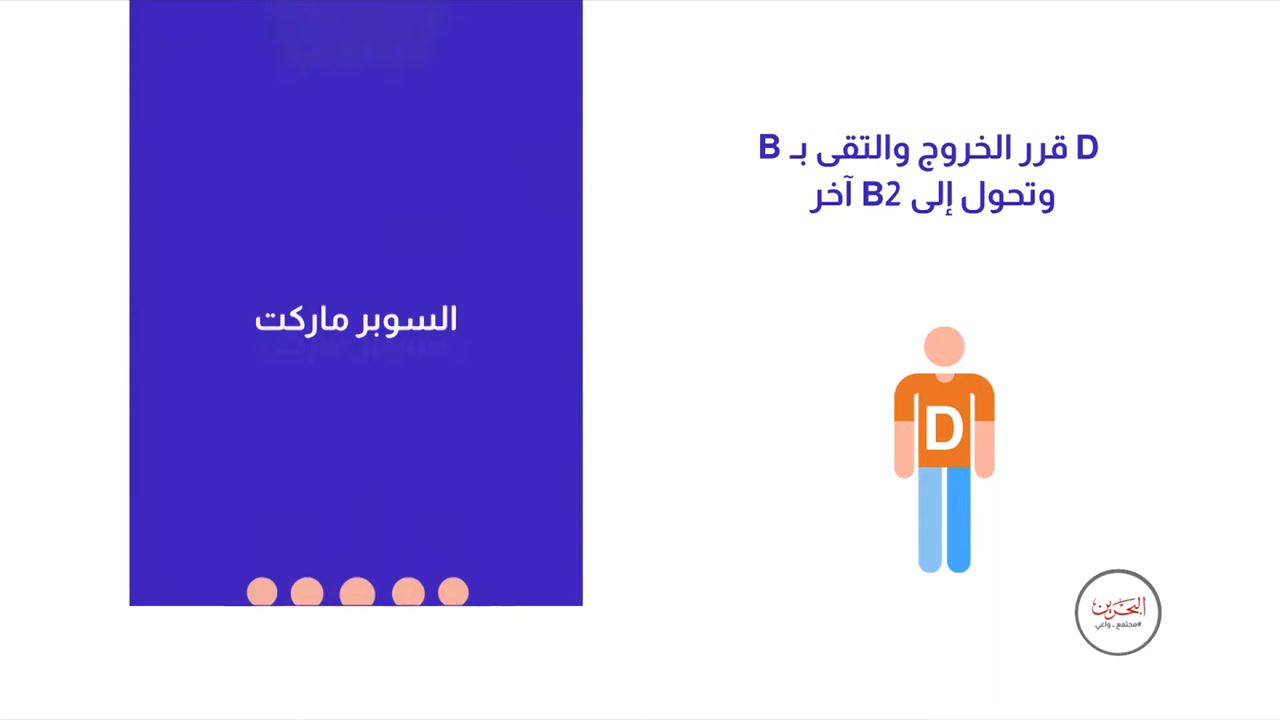 D قرر الخروج والتقى بـ B
وتحول إلى B2 آخر
السوبر ماركت
D
البحرين
#مجتمع_واعي